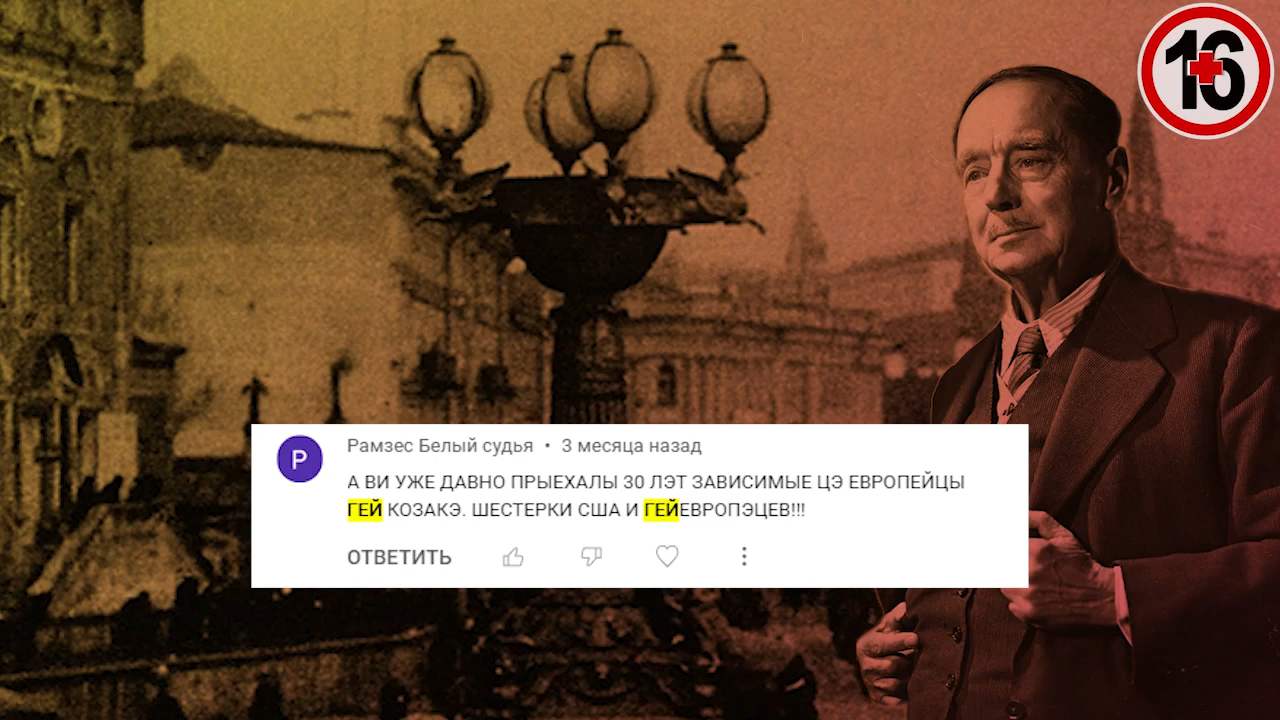 16
P
Рамзес Белый судья • 3 месяца назад
А ВИ УЖЕ ДАВНО ПРЫЕХАЛЫ 30 ЛЭТ ЗАВИСИМЫЕ ЦЭ ЕВРОПЕЙЦЫ
ГЕЙ КОЗАКЭ. ШЕСТЕРКИ США И ГЕЙЕВРОПЭЦЕВ!!!
ОТВЕТИТЬ